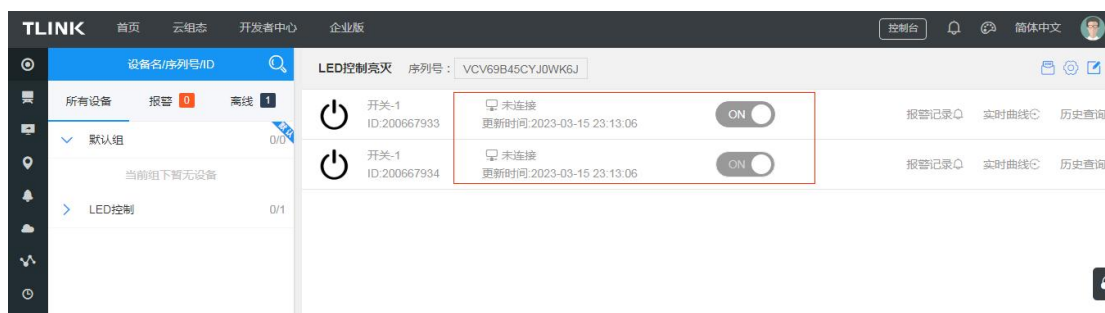 TLINK 首页 云组态 开发者中心 企业版 控制台 简体中文
设备名/序列号/ID
LED控制亮灭 序列号： VCV69B45CYJ0WK6J
所有设备 报警 0 离线 1
默认组 0/0
当前组下暂无设备
LED控制 0/1
开关-1 未连接 ON 报警记录 实时曲线 历史查询
ID:200667933 更新时间:2023-03-15 23:13:06
开关-1 未连接 ON 报警记录 实时曲线 历史查询
ID:200667934 更新时间:2023-03-15 23:13:06